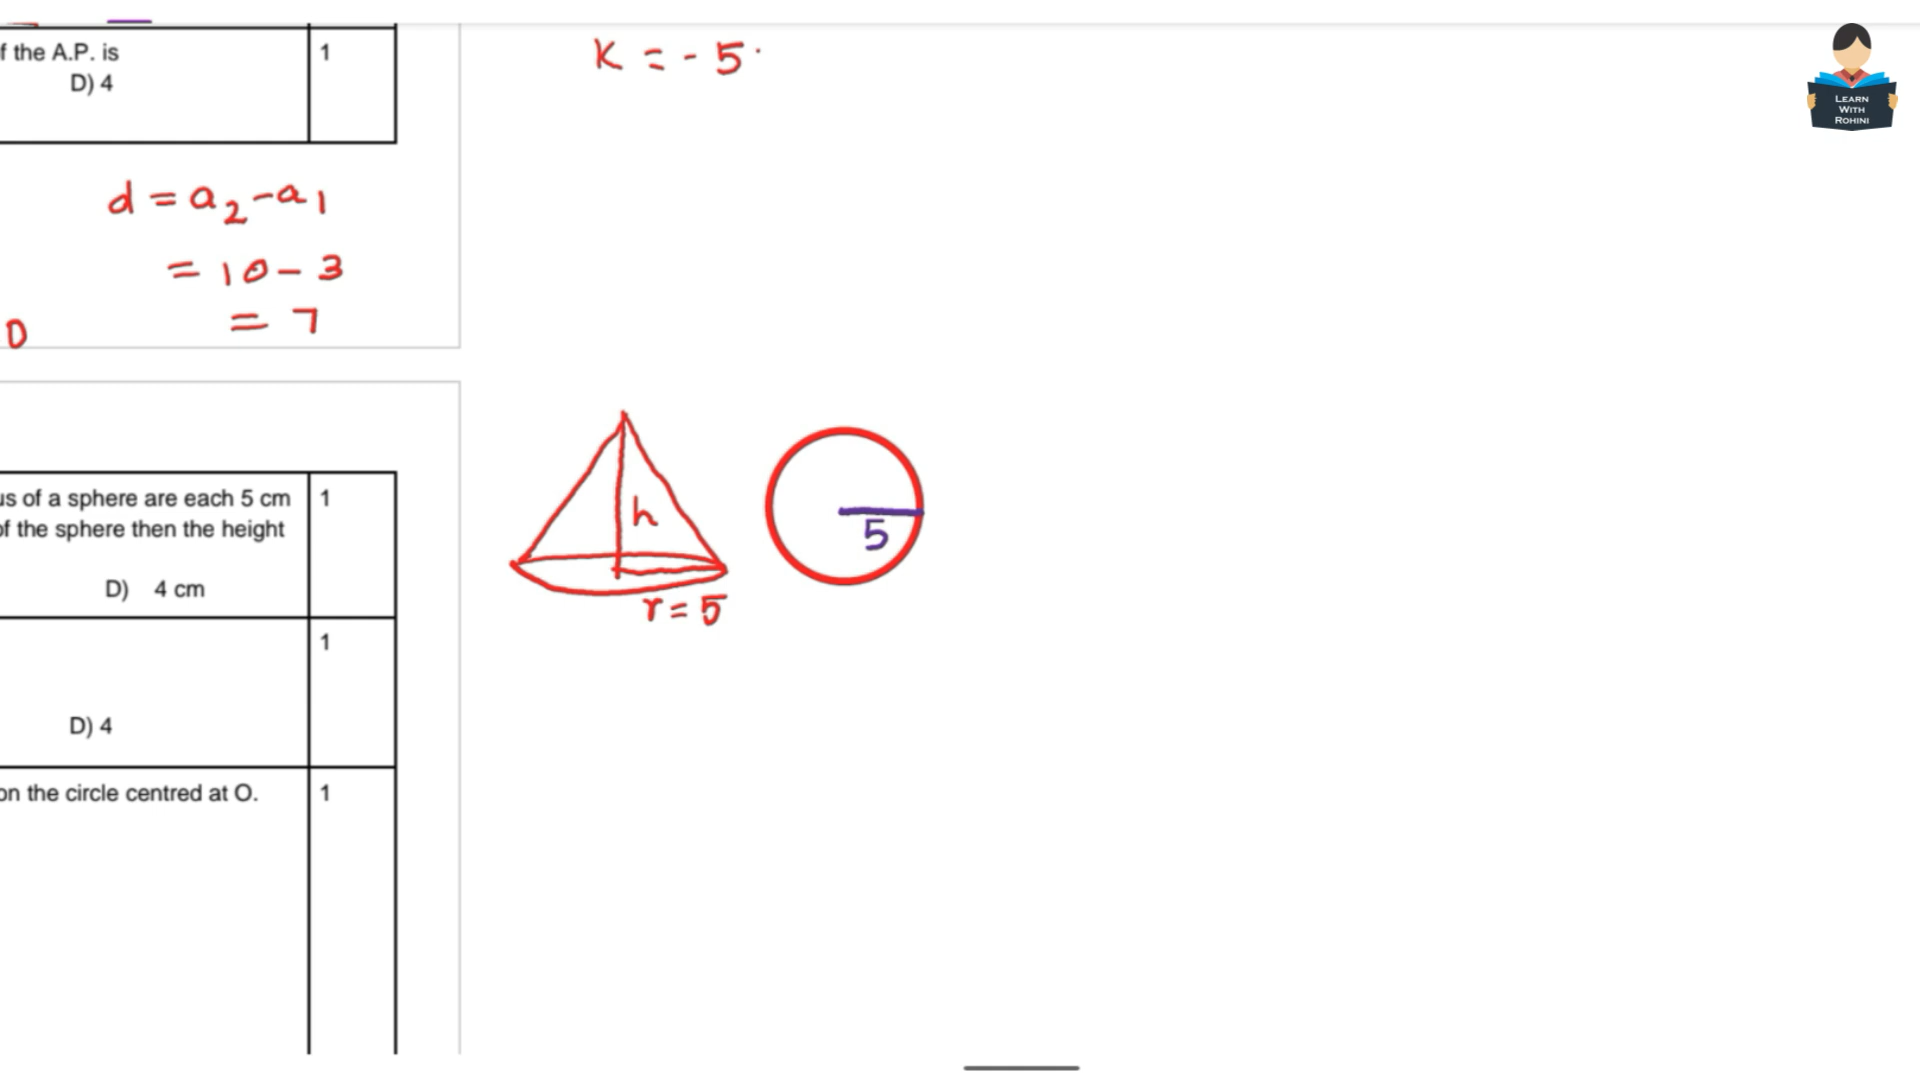 f the A.P. is 1
D) 4
K = - 5
d = a2 - a1
= 10 - 3
= 7
D
us of a sphere are each 5 cm 1
of the sphere then the height
D) 4 cm
h
5
r = 5
1
D) 4
on the circle centred at O. 1
LEARN
WITH
ROHINI